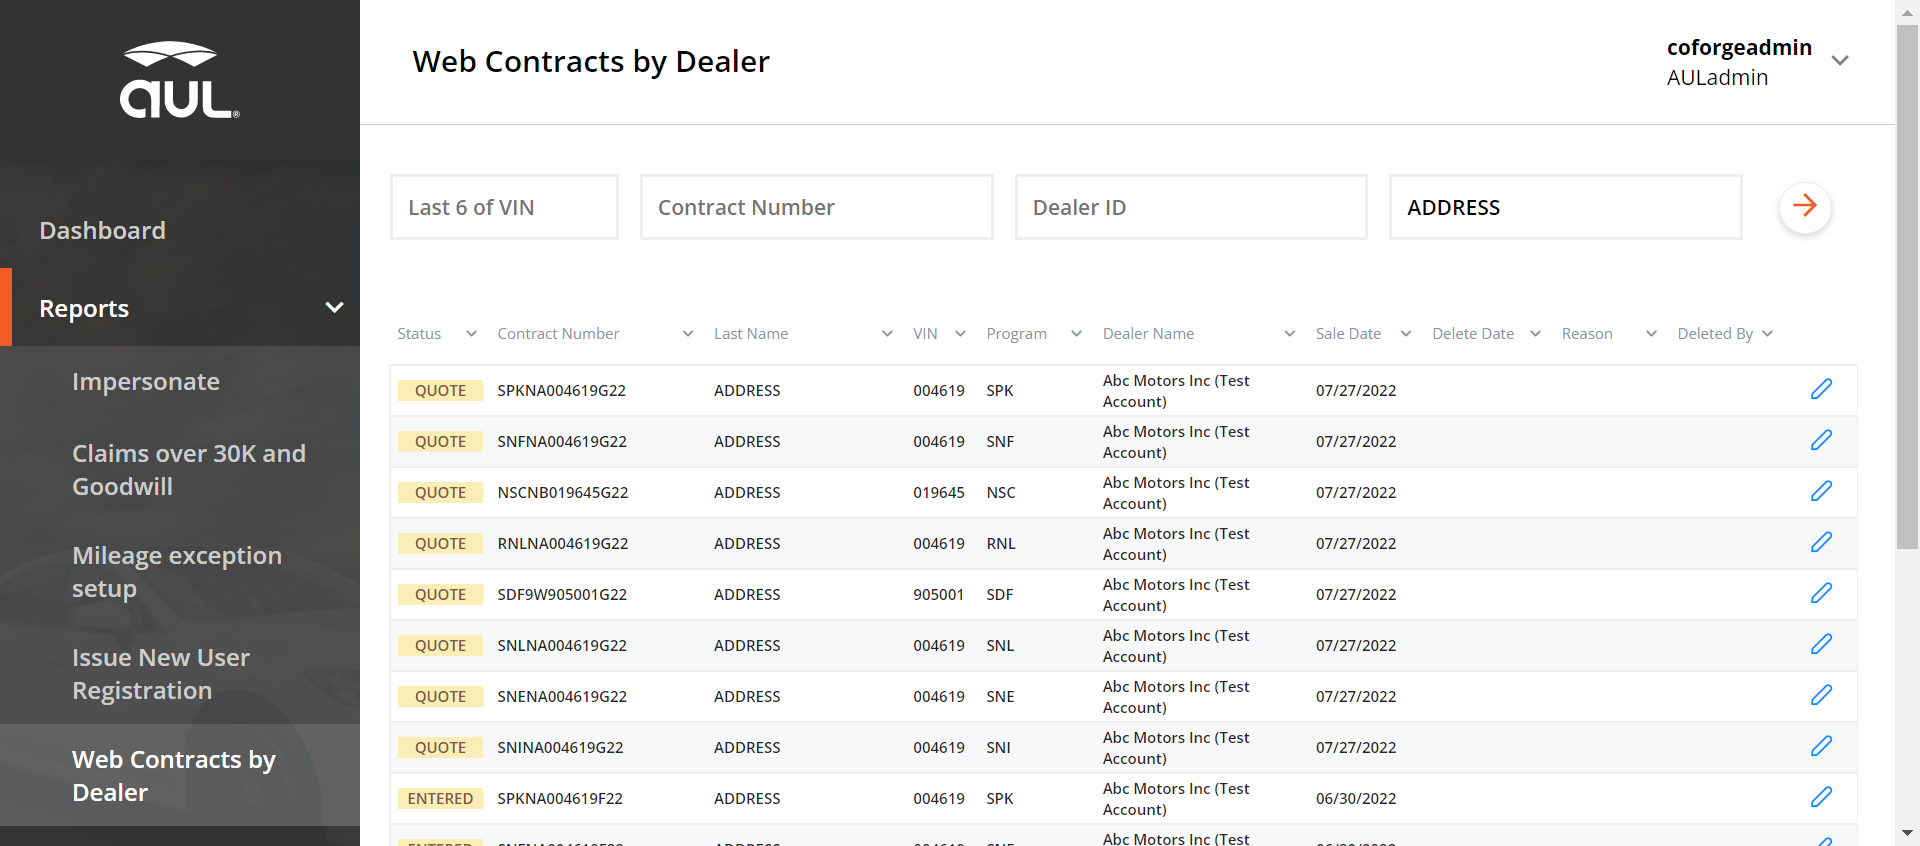 aul®
Web Contracts by Dealer
coforgeadmin
AULadmin
Last 6 of VIN
Contract Number
Dealer ID
ADDRESS
Dashboard
Reports
Impersonate
Claims over 30K and
Goodwill
Mileage exception
setup
Issue New User
Registration
Web Contracts by
Dealer
Status Contract Number Last Name VIN Program Dealer Name Sale Date Delete Date Reason Deleted By
QUOTE SPKNA004619G22 ADDRESS 004619 SPK Abc Motors Inc (Test 07/27/2022
Account)
QUOTE SNFNA004619G22 ADDRESS 004619 SNF Abc Motors Inc (Test 07/27/2022
Account)
QUOTE NSCNB019645G22 ADDRESS 019645 NSC Abc Motors Inc (Test 07/27/2022
Account)
QUOTE RNLNA004619G22 ADDRESS 004619 RNL Abc Motors Inc (Test 07/27/2022
Account)
QUOTE SDF9W905001G22 ADDRESS 905001 SDF Abc Motors Inc (Test 07/27/2022
Account)
QUOTE SNLNA004619G22 ADDRESS 004619 SNL Abc Motors Inc (Test 07/27/2022
Account)
QUOTE SNENA004619G22 ADDRESS 004619 SNE Abc Motors Inc (Test 07/27/2022
Account)
QUOTE SNINA004619G22 ADDRESS 004619 SNI Abc Motors Inc (Test 07/27/2022
Account)
ENTERED SPKNA004619F22 ADDRESS 004619 SPK Abc Motors Inc (Test 06/30/2022
Account)
Abc Motors Inc (Test